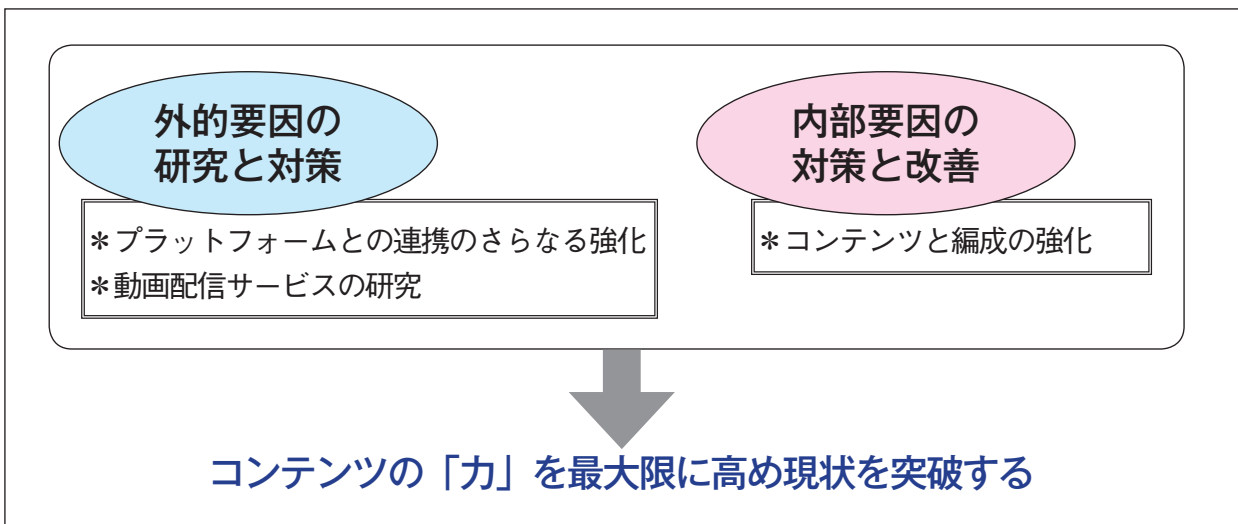 外的要因の
研究と対策
＊プラットフォームとの連携のさらなる強化
＊動画配信サービスの研究
内部要因の
対策と改善
＊コンテンツと編成の強化
コンテンツの「力」を最大限に高め現状を突破する